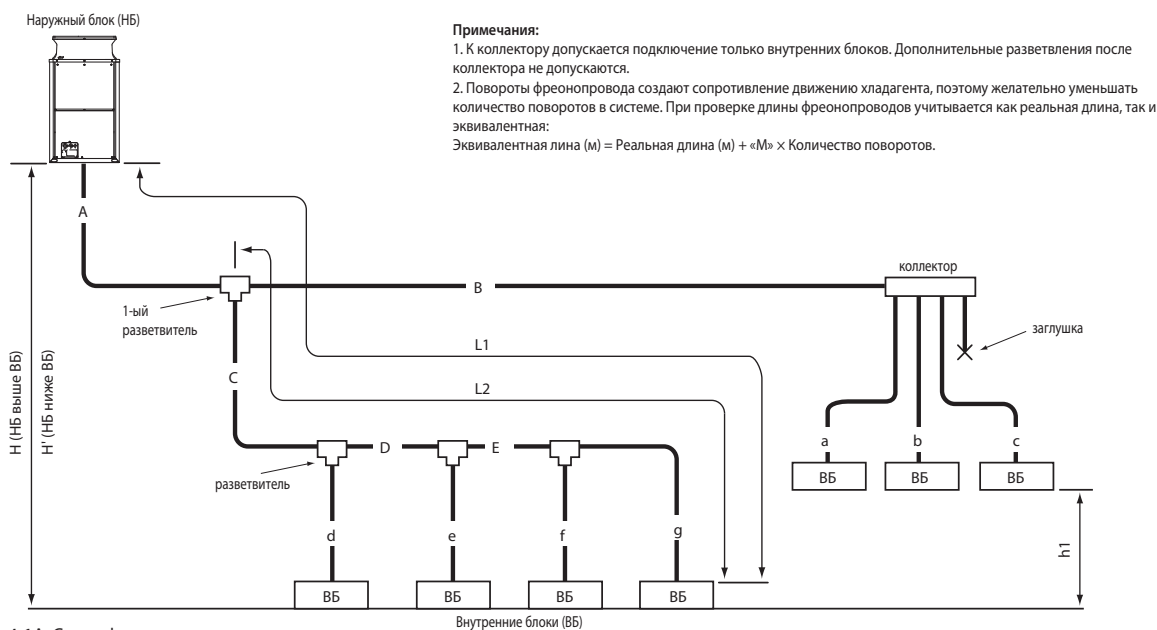 Наружный блок (НБ)
Примечания:
1. К коллектору допускается подключение только внутренних блоков. Дополнительные разветвления после
коллектора не допускаются.
2. Повороты фреонопровода создают сопротивление движению хладагента, поэтому желательно уменьшать
количество поворотов в системе. При проверке длины фреонопроводов учитывается как реальная длина, так и
эквивалентная:
Эквивалентная лина (м) = Реальная длина (м) + «М» × Количество поворотов.
A
B
коллектор
1-ый
разветвитель
заглушка
L1
C
L2
H (НБ выше ВБ)
H' (НБ ниже ВБ)
D
E
a
b
c
ВБ
ВБ
ВБ
разветвитель
d
e
f
g
h1
ВБ
ВБ
ВБ
ВБ
Внутренние блоки (ВБ)